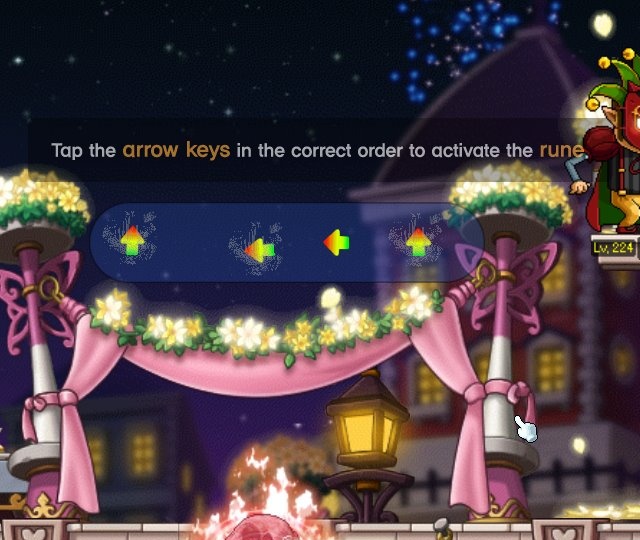 Tap the arrow keys in the correct order to activate the rune
Lv, 224